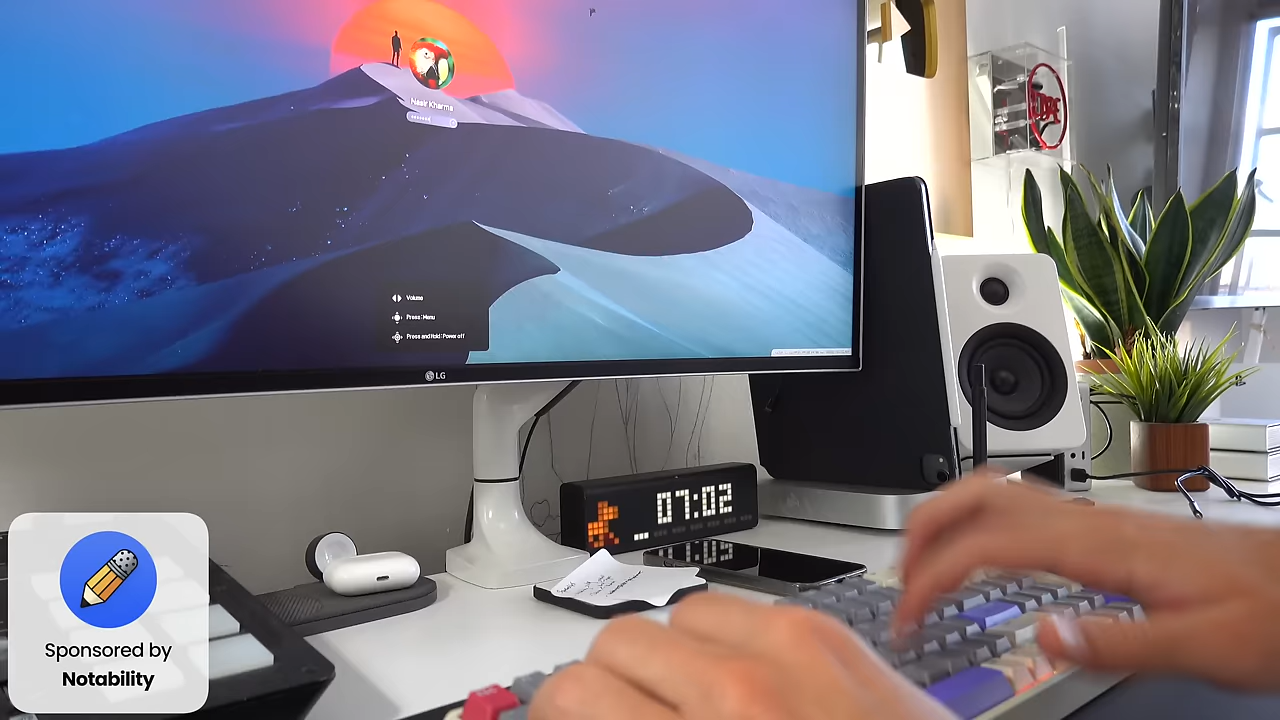 Nasir Kharma
Volume
Press : Menu
Press and Hold : Power off
LG
07:02
Sponsored by
Notability